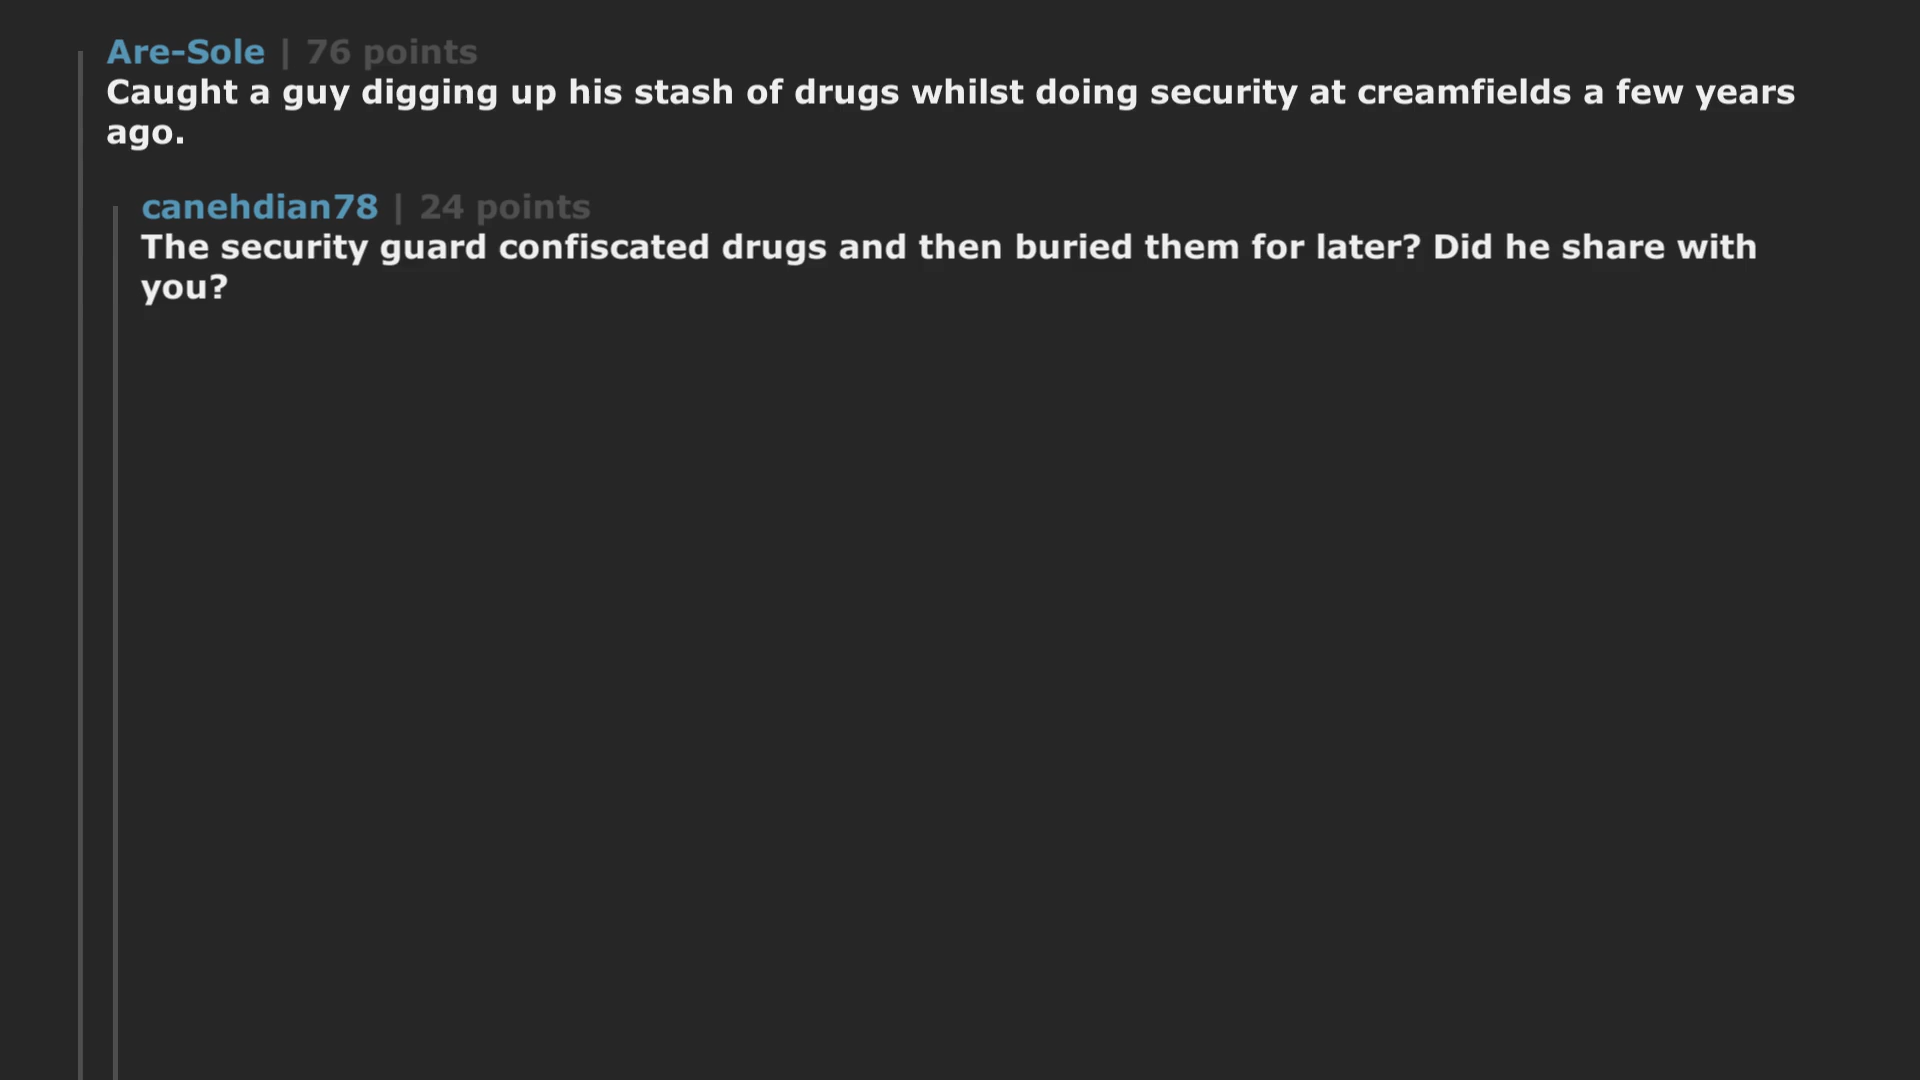 Are-Sole | 76 points
Caught a guy digging up his stash of drugs whilst doing security at creamfields a few years
ago.
canehdian78 | 24 points
The security guard confiscated drugs and then buried them for later? Did he share with
you?